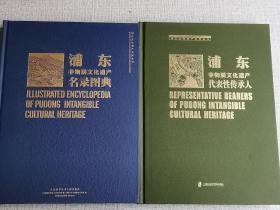 浦东
非物质文化遗产
名录图典
ILLUSTRATED ENCYCLOPEDIA
OF PUDONG'S INTANGIBLE
CULTURAL HERITAGE
浦东
非物质文化遗产
代表性传承人
REPRESENTATIVE BEARERS
OF PUDONG INTANGIBLE
CULTURAL HERITAGE